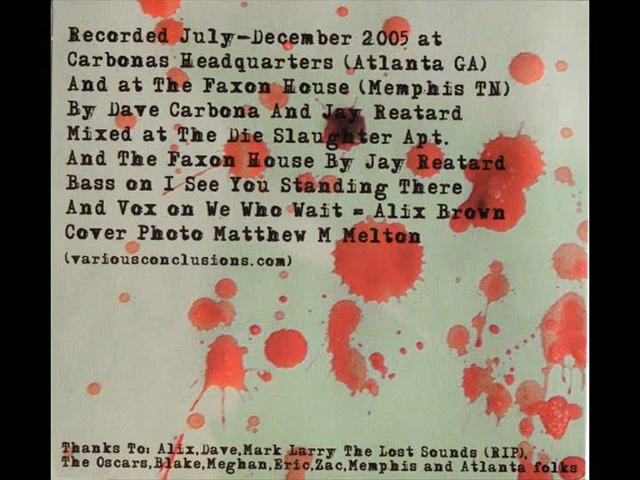 Recorded July-December 2005 at
Carbonas Headquarters (Atlanta GA)
And at The Faxon House (Memphis TN)
By Dave Carbona And Jay Reatard
Mixed at The Die Slaughter Apt.
And The Faxon House By Jay Reatard
Bass on I See You Standing There
And Vox on We Who Wait = Alix Brown
Cover Photo Matthew M Melton
(variousconclusions.com)
Thanks To: Alix,Dave,Mark Larry The Lost Sounds (RIP),
The Oscars,Blake,Meghan,Eric,Zac,Memphis and Atlanta folks